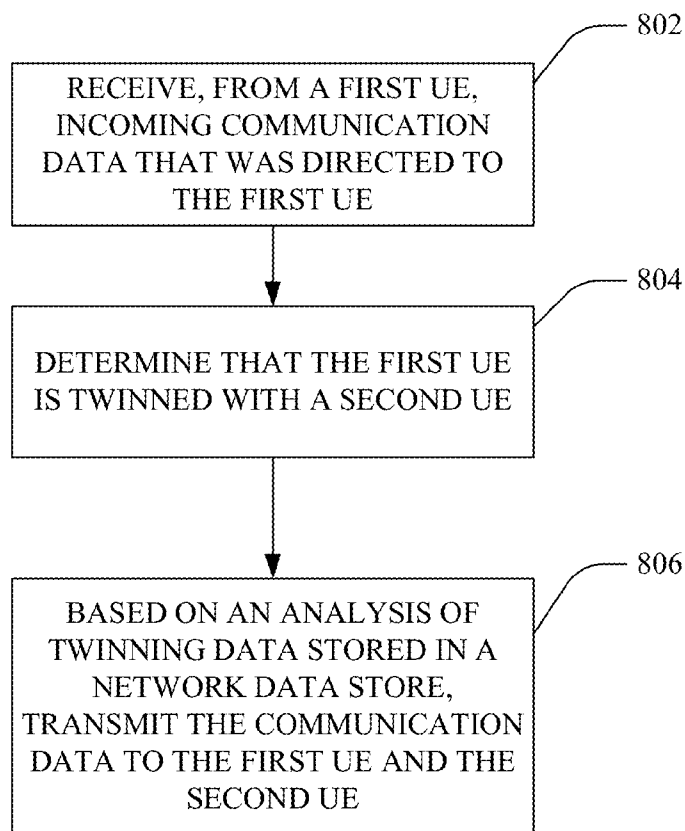 802
RECEIVE, FROM A FIRST UE,
INCOMING COMMUNICATION
DATA THAT WAS DIRECTED TO
THE FIRST UE
804
DETERMINE THAT THE FIRST UE
IS TWINNED WITH A SECOND UE
806
BASED ON AN ANALYSIS OF
TWINNING DATA STORED IN A
NETWORK DATA STORE,
TRANSMIT THE COMMUNICATION
DATA TO THE FIRST UE AND THE
SECOND UE